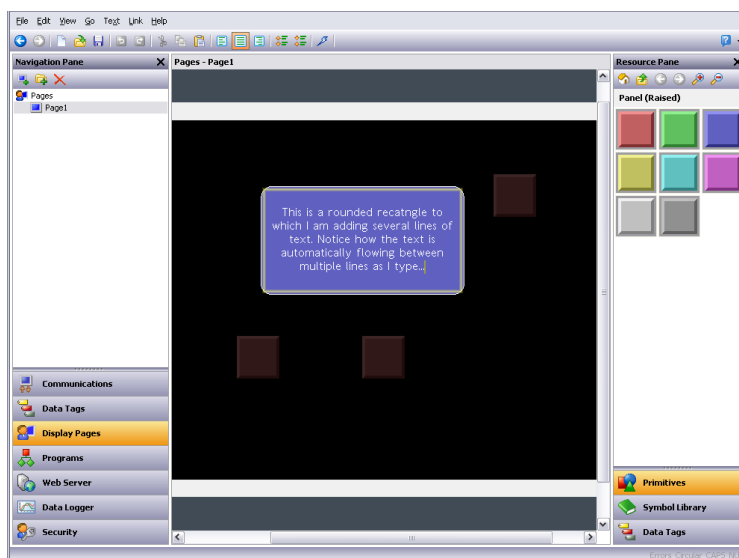 File Edit View Go Text Link Help
Navigation Pane
Pages - Page1
Resource Pane
Pages
Page1
Panel (Raised)
This is a rounded recatngle to
which I am adding several lines of
text. Notice how the text is
automatically flowing between
multiple lines as I type...
Communications
Data Tags
Display Pages
Programs
Web Server
Data Logger
Security
Primitives
Symbol Library
Data Tags
Errors Circular CAPS